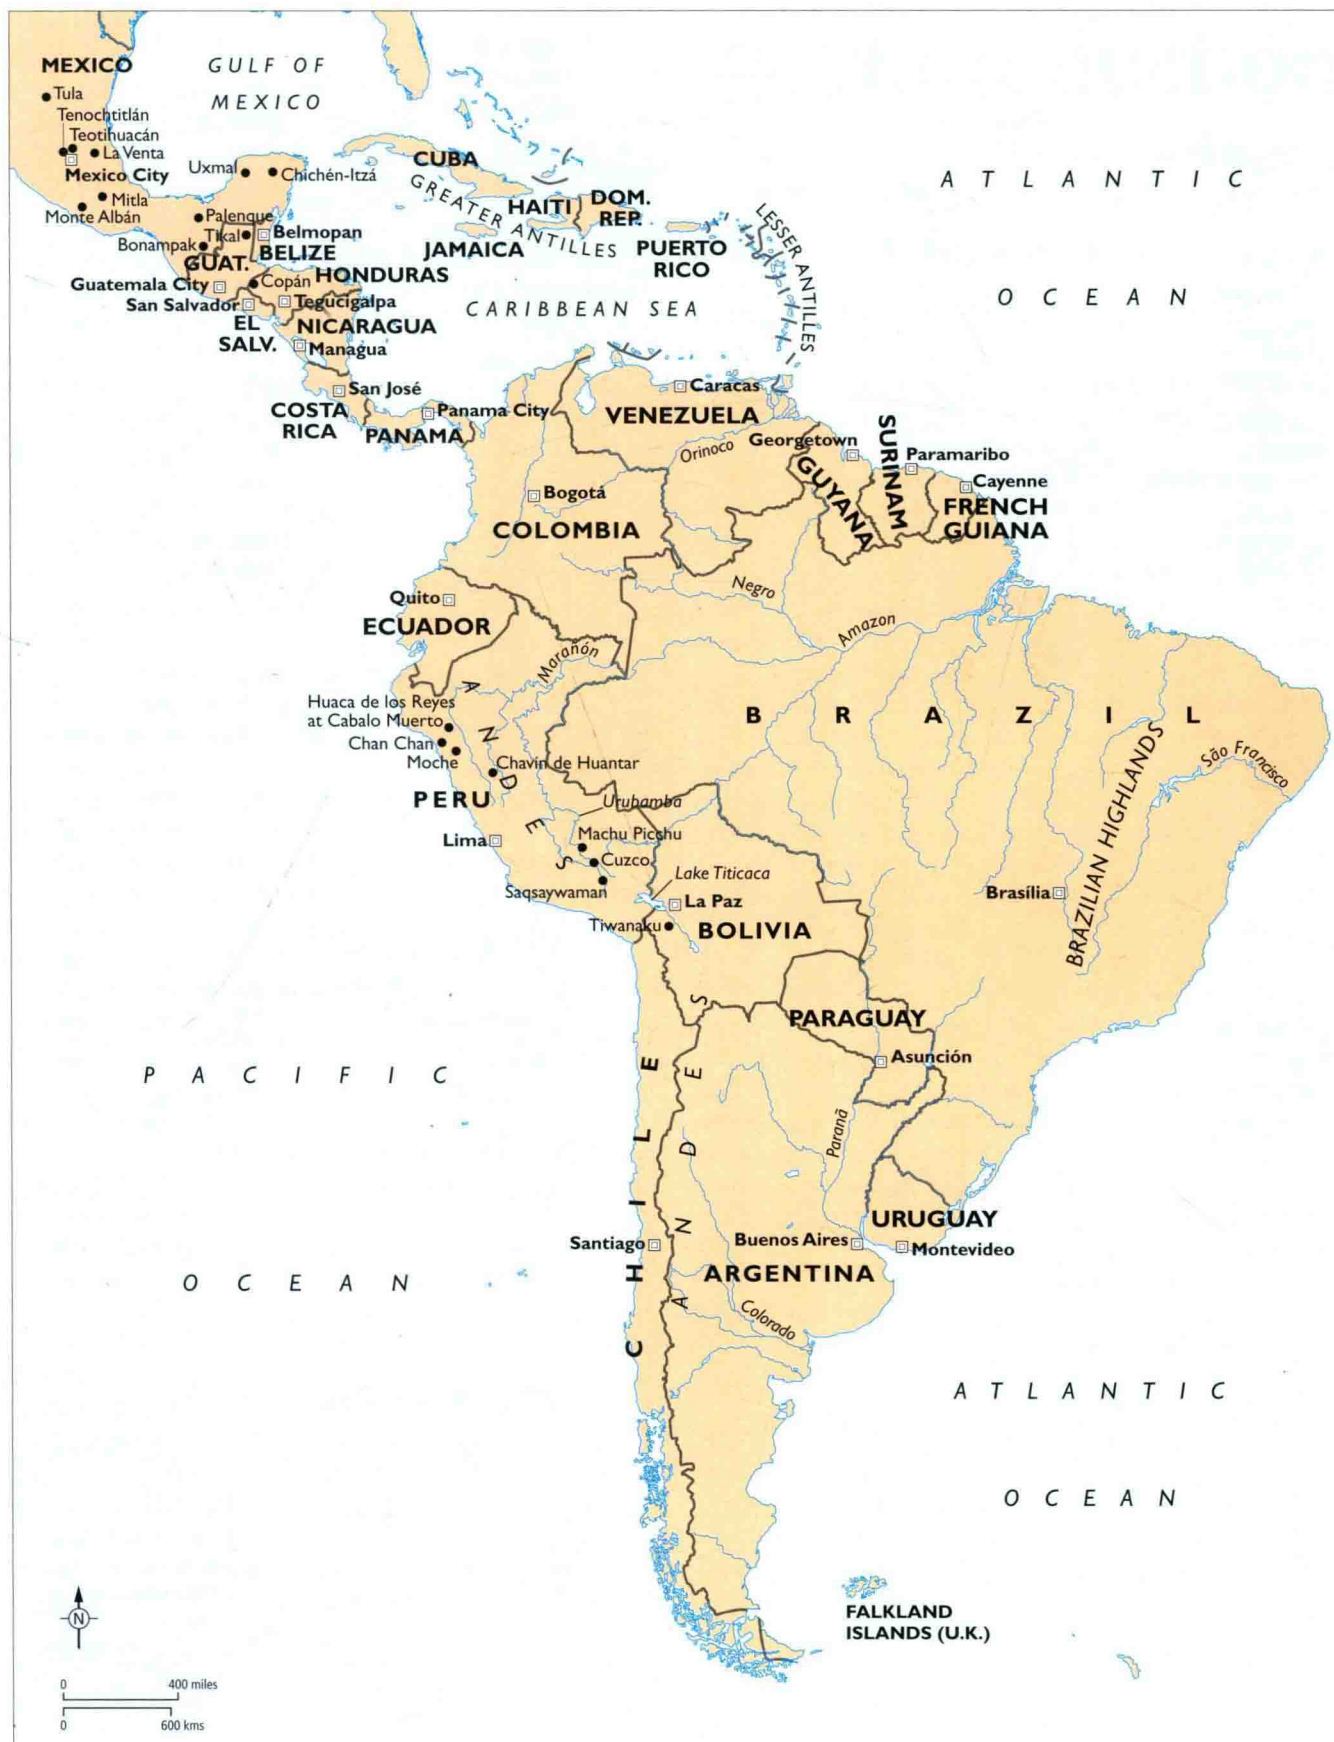 MEXICO
GULF OF
MEXICO
Tula
Tenochtitlán
Teotihuacán
La Venta
Mexico City
Uxmal
Chichén-Itzá
Mitla
Monte Albán
Palenque
Tikal
Bonampak
Belmopan
BELIZE
GUAT.
HONDURAS
Guatemala City
Copán
San Salvador
Tegucigalpa
EL
SALV.
NICARAGUA
Managua
San José
COSTA
RICA
PANAMA
Panama City
CUBA
GREATER ANTILLES
HAITI
DOM.
REP.
JAMAICA
PUERTO
RICO
LESSER ANTILLES
CARIBBEAN SEA
ATLANTIC
OCEAN
Caracas
VENEZUELA
Orinoco
Georgetown
GUYANA
SURINAM
Paramaribo
Cayenne
FRENCH
GUIANA
Bogotá
COLOMBIA
Negro
Amazon
Quito
ECUADOR
Marañón
ANDES
Huaca de los Reyes
at Cabalo Muerto
Chan Chan
Moche
Chavín de Huantar
PERU
Urubamba
Lima
Machu Picchu
Cuzco
Saqsaywaman
Lake Titicaca
La Paz
Tiwanaku
BOLIVIA
BRAZIL
São Francisco
BRAZILIAN HIGHLANDS
Brasília
PARAGUAY
Asunción
PACIFIC
OCEAN
CHILE
ANDES
Paranã
Santiago
Buenos Aires
URUGUAY
Montevideo
ARGENTINA
Colorado
ATLANTIC
OCEAN
FALKLAND
ISLANDS (U.K.)
N
0 400 miles
0 600 kms